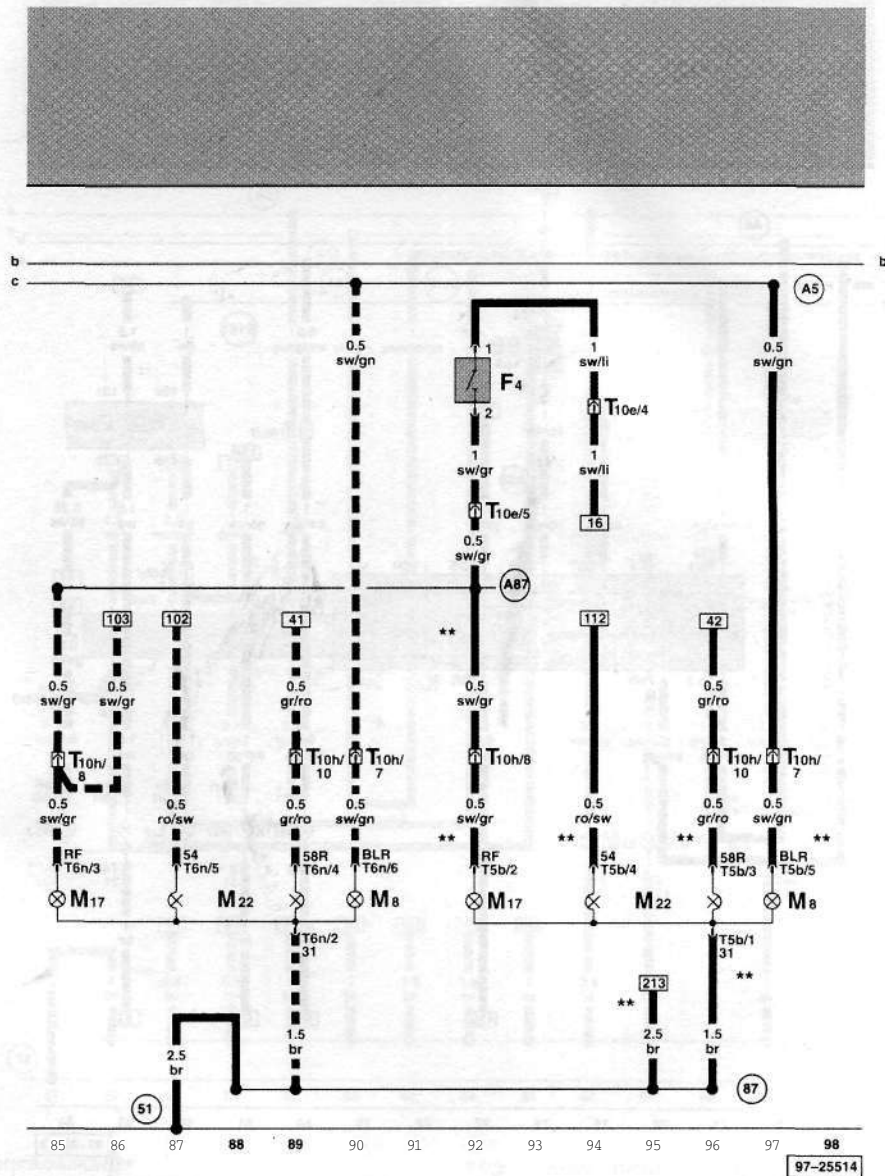 b b
c A5
0.5 sw/gn
1
F4
2
1 sw/li
T10e/4
0.5 sw/gn
1 sw/gr
1 sw/li
T10e/5
16
0.5 sw/gr
A87
103 102 41 ** 112 42
0.5 sw/gr
0.5 sw/gr
0.5 gr/ro
0.5 sw/gr
0.5 gr/ro
T10h/8
T10h/10
T10h/7
T10h/8
T10h/10
T10h/7
0.5 sw/gr
0.5 ro/sw
0.5 gr/ro
0.5 sw/gn
0.5 sw/gr
0.5 ro/sw
0.5 gr/ro
0.5 sw/gn
** ** ** **
RF T6n/3
54 T6n/5
58R T6n/4
BLR T6n/6
RF T5b/2
54 T5b/4
58R T5b/3
BLR T5b/5
M17 M22 M8 M17 M22 M8
T6n/2 31
T5b/1 31
213
** **
2.5 br
1.5 br
2.5 br
1.5 br
51 87
85 86 87 88 89 90 91 92 93 94 95 96 97 98
97-25514